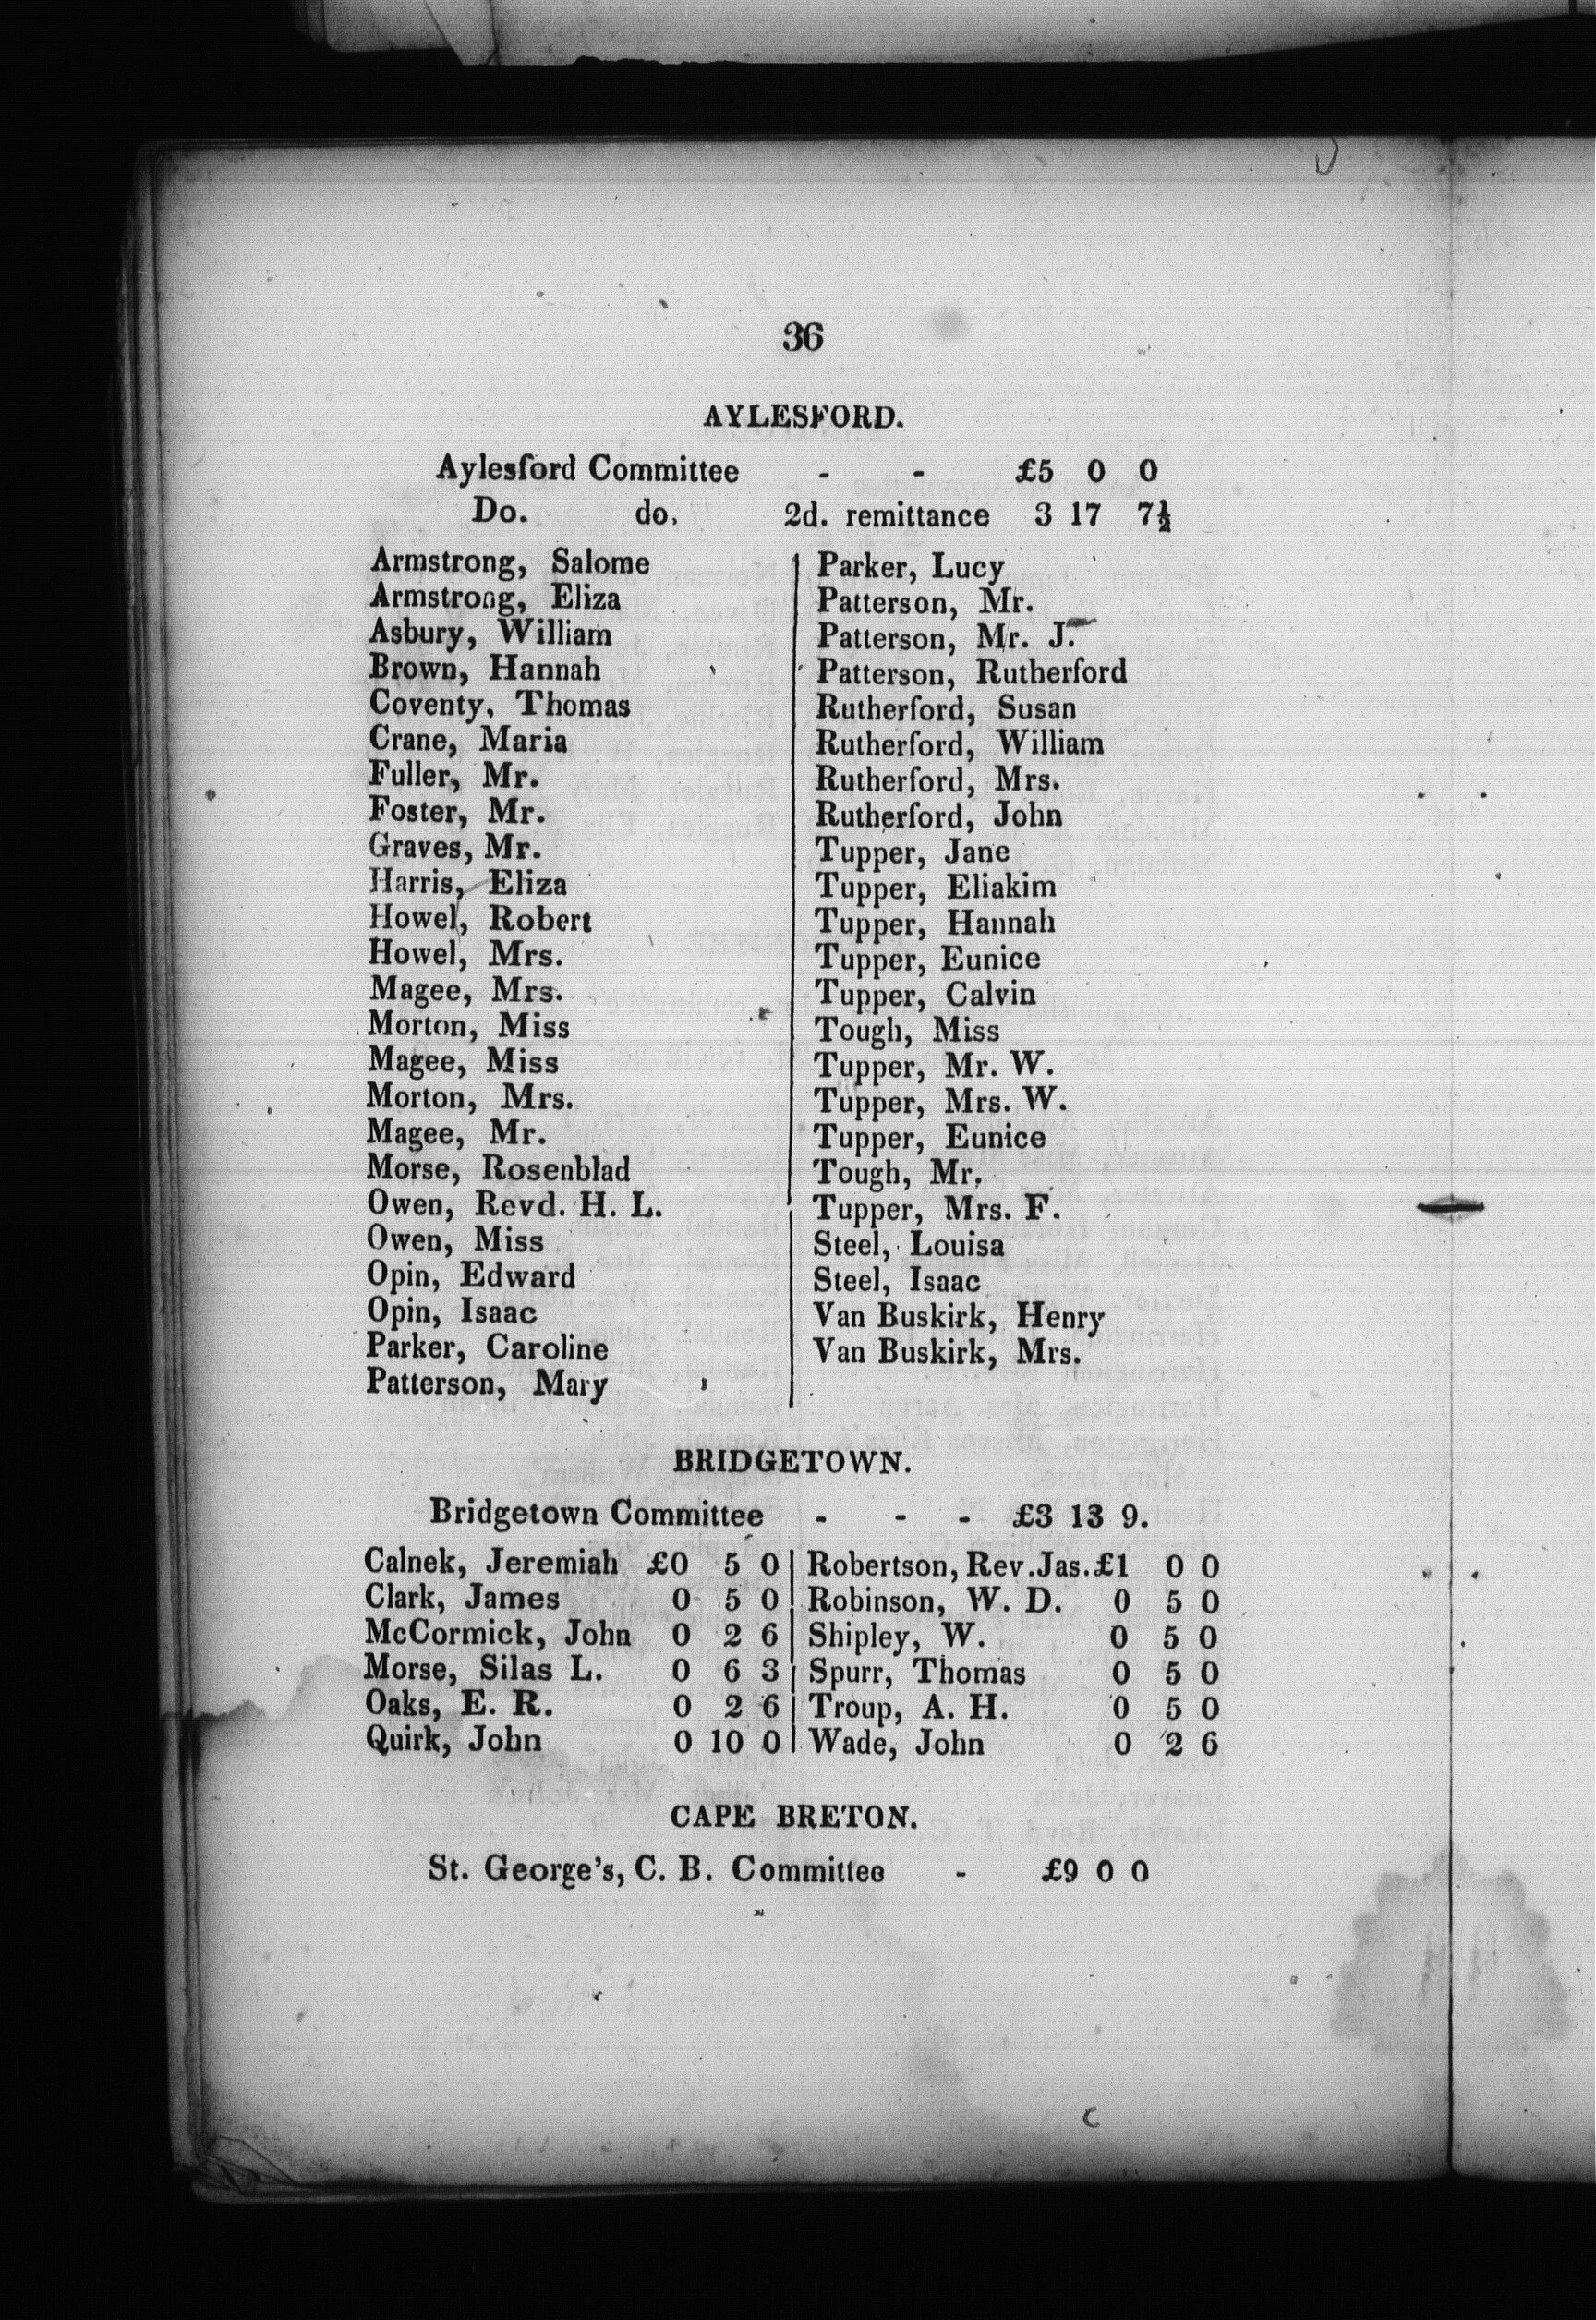 36
AYLESFORD.
Aylesford Committee - - £5 0 0
Do. do. 2d. remittance 3 17 7½
Armstrong, Salome
Armstrong, Eliza
Asbury, William
Brown, Hannah
Coventy, Thomas
Crane, Maria
Fuller, Mr.
Foster, Mr.
Graves, Mr.
Harris, Eliza
Howel, Robert
Howel, Mrs.
Magee, Mrs.
Morton, Miss
Magee, Miss
Morton, Mrs.
Magee, Mr.
Morse, Rosenblad
Owen, Revd. H. L.
Owen, Miss
Opin, Edward
Opin, Isaac
Parker, Caroline
Patterson, Mary
Parker, Lucy
Patterson, Mr.
Patterson, Mr. J.
Patterson, Rutherford
Rutherford, Susan
Rutherford, William
Rutherford, Mrs.
Rutherford, John
Tupper, Jane
Tupper, Eliakim
Tupper, Hannah
Tupper, Eunice
Tupper, Calvin
Tough, Miss
Tupper, Mr. W.
Tupper, Mrs. W.
Tupper, Eunice
Tough, Mr.
Tupper, Mrs. F.
Steel, Louisa
Steel, Isaac
Van Buskirk, Henry
Van Buskirk, Mrs.
BRIDGETOWN.
Bridgetown Committee - - - £3 13 9.
Calnek, Jeremiah £0 5 0
Clark, James 0 5 0
McCormick, John 0 2 6
Morse, Silas L. 0 6 3
Oaks, E. R. 0 2 6
Quirk, John 0 10 0
Robertson, Rev. Jas. £1 0 0
Robinson, W. D. 0 5 0
Shipley, W. 0 5 0
Spurr, Thomas 0 5 0
Troup, A. H. 0 5 0
Wade, John 0 2 6
CAPE BRETON.
St. George's, C. B. Committee - £9 0 0